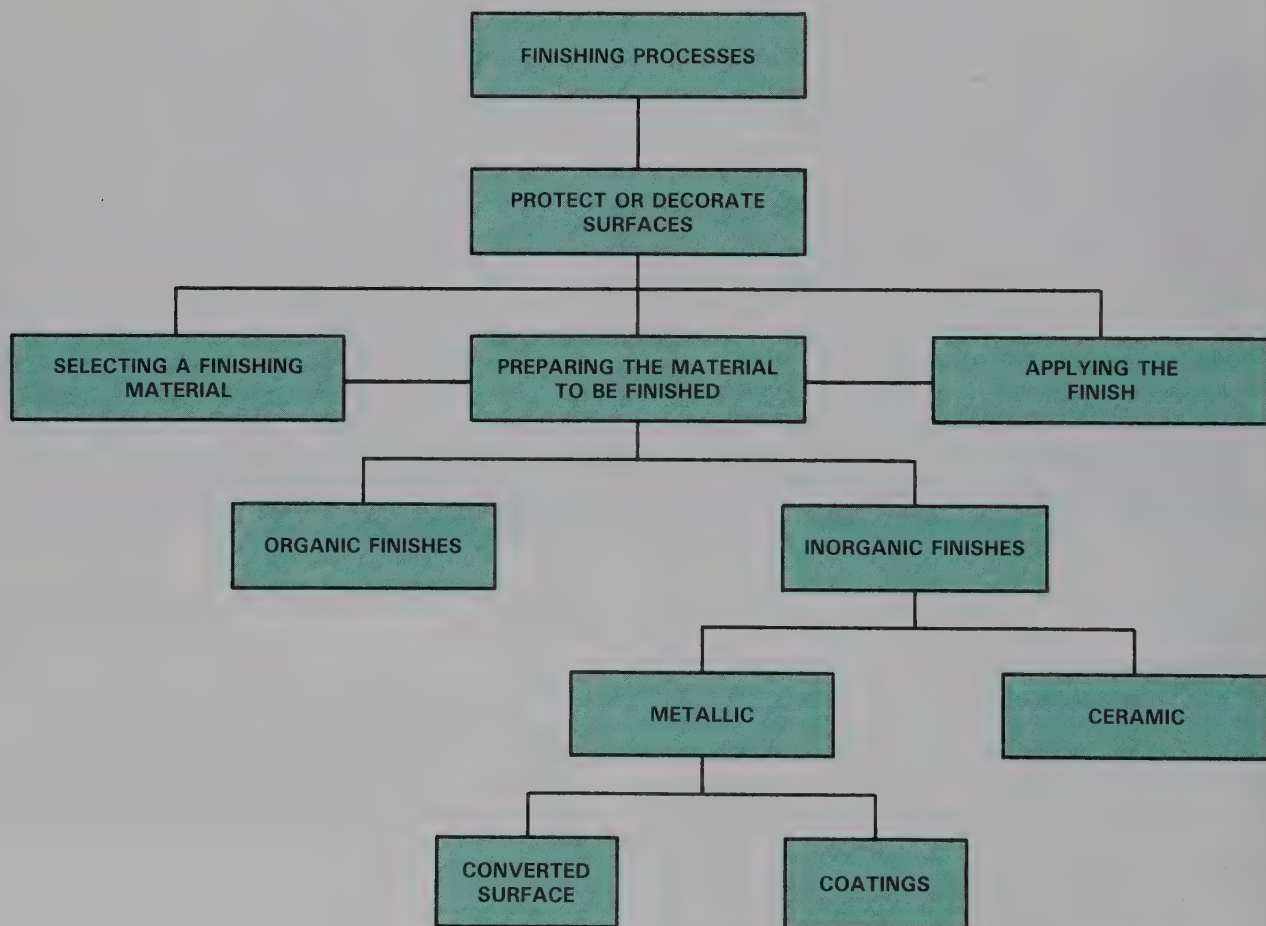 FINISHING PROCESSES
PROTECT OR DECORATE
SURFACES
SELECTING A FINISHING
MATERIAL
PREPARING THE MATERIAL
TO BE FINISHED
APPLYING THE
FINISH
ORGANIC FINISHES
INORGANIC FINISHES
METALLIC
CERAMIC
CONVERTED
SURFACE
COATINGS